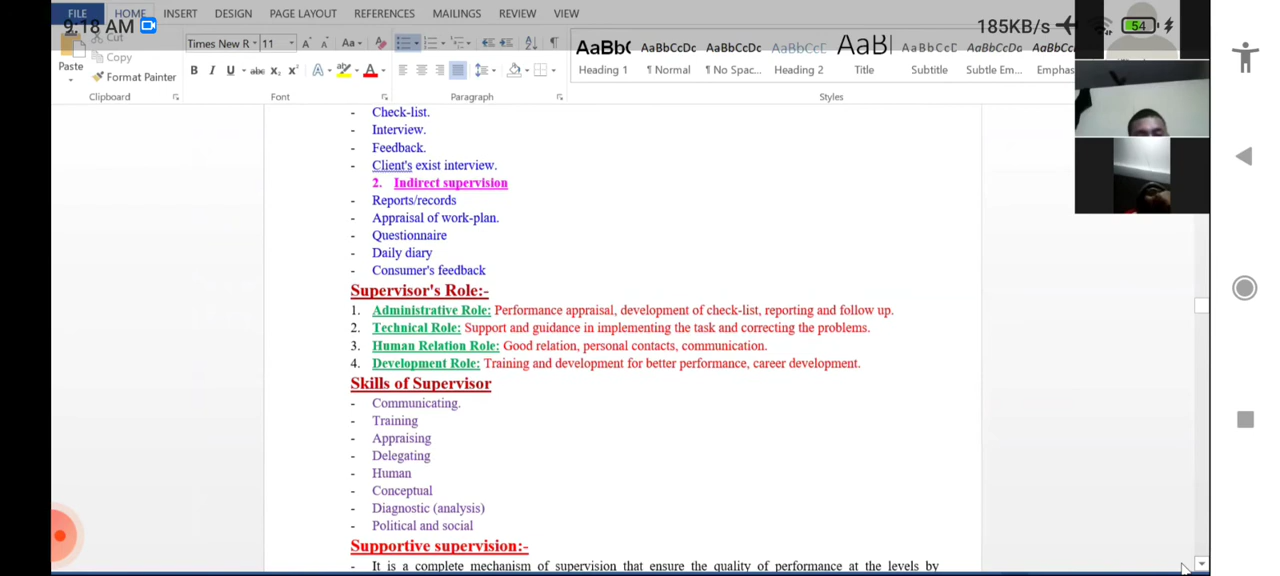 9:18 AM
185KB/s
54
FILE HOME INSERT DESIGN PAGE LAYOUT REFERENCES MAILINGS REVIEW VIEW
Cut
Copy
Format Painter
Paste
Times New R 11 Aa
B I U abc X₂ X² A A
AaBb( AaBbCcDc AaBbCcDc AaBbCcE AaB AaBbCcD AaBbCcDc AaBbCc
Heading 1 ¶ Normal ¶ No Spac... Heading 2 Title Subtitle Subtle Em... Emphas
Clipboard Font Paragraph Styles
- Check-list.
- Interview.
- Feedback.
- Client's exist interview.
2. Indirect supervision
- Reports/records
- Appraisal of work-plan.
- Questionnaire
- Daily diary
- Consumer's feedback
Supervisor's Role:-
1. Administrative Role: Performance appraisal, development of check-list, reporting and follow up.
2. Technical Role: Support and guidance in implementing the task and correcting the problems.
3. Human Relation Role: Good relation, personal contacts, communication.
4. Development Role: Training and development for better performance, career development.
Skills of Supervisor
- Communicating.
- Training
- Appraising
- Delegating
- Human
- Conceptual
- Diagnostic (analysis)
- Political and social
Supportive supervision:-
- It is a complete mechanism of supervision that ensure the quality of performance at the levels by